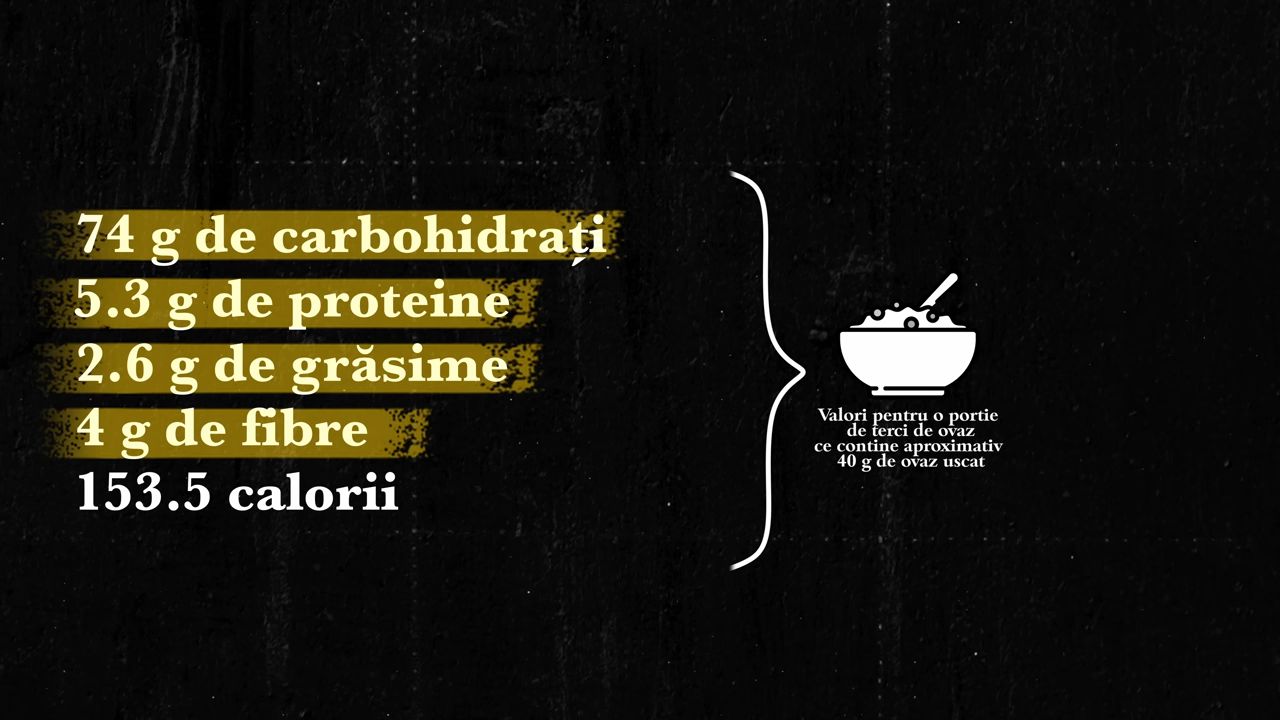 74 g de carbohidrați
5.3 g de proteine
2.6 g de grăsime
4 g de fibre
153.5 calorii
Valori pentru o portie
de terci de ovaz
ce contine aproximativ
40 g de ovaz uscat